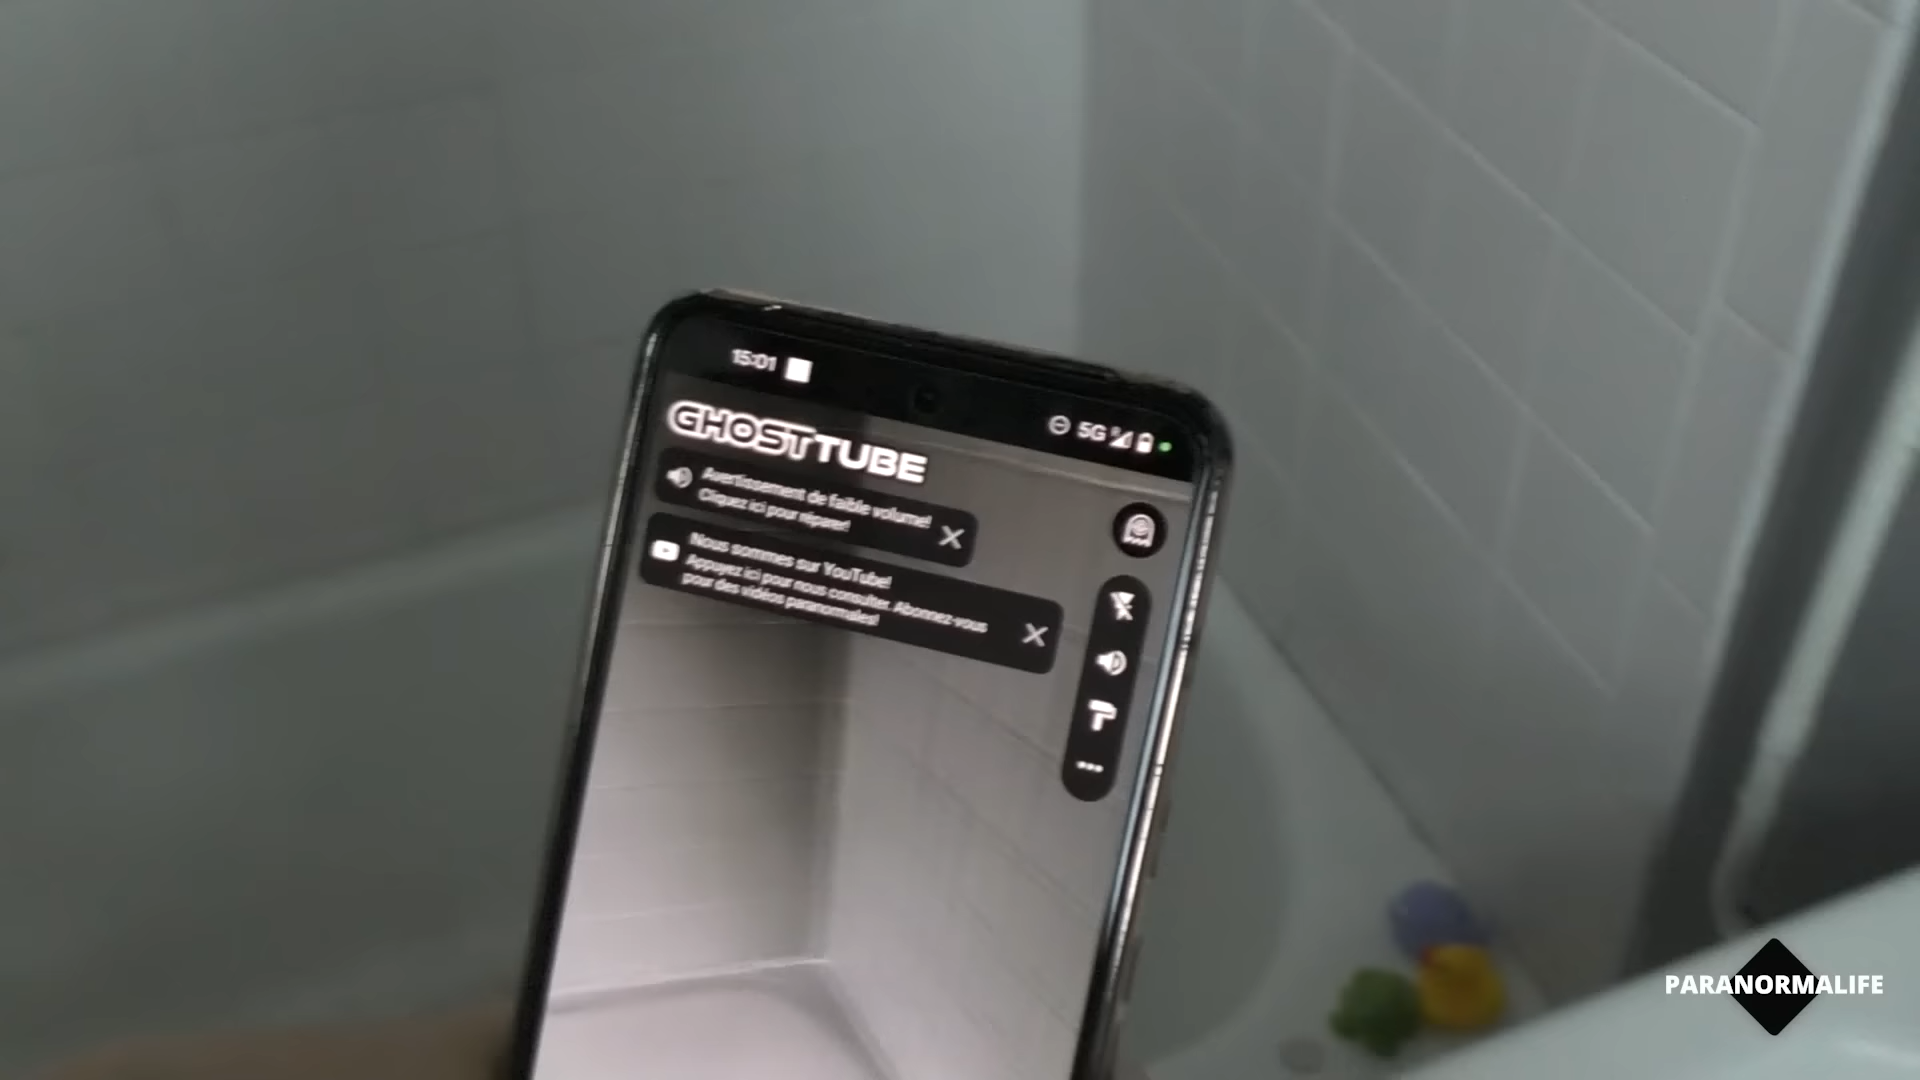 15:01
5G
GHOSTTUBE
Avertissement de faible volume!
Cliquez ici pour réparer!
Nous sommes sur YouTube!
Appuyez ici pour nous consulter. Abonnez-vous
pour des vidéos paranormales!
PARANORMALIFE